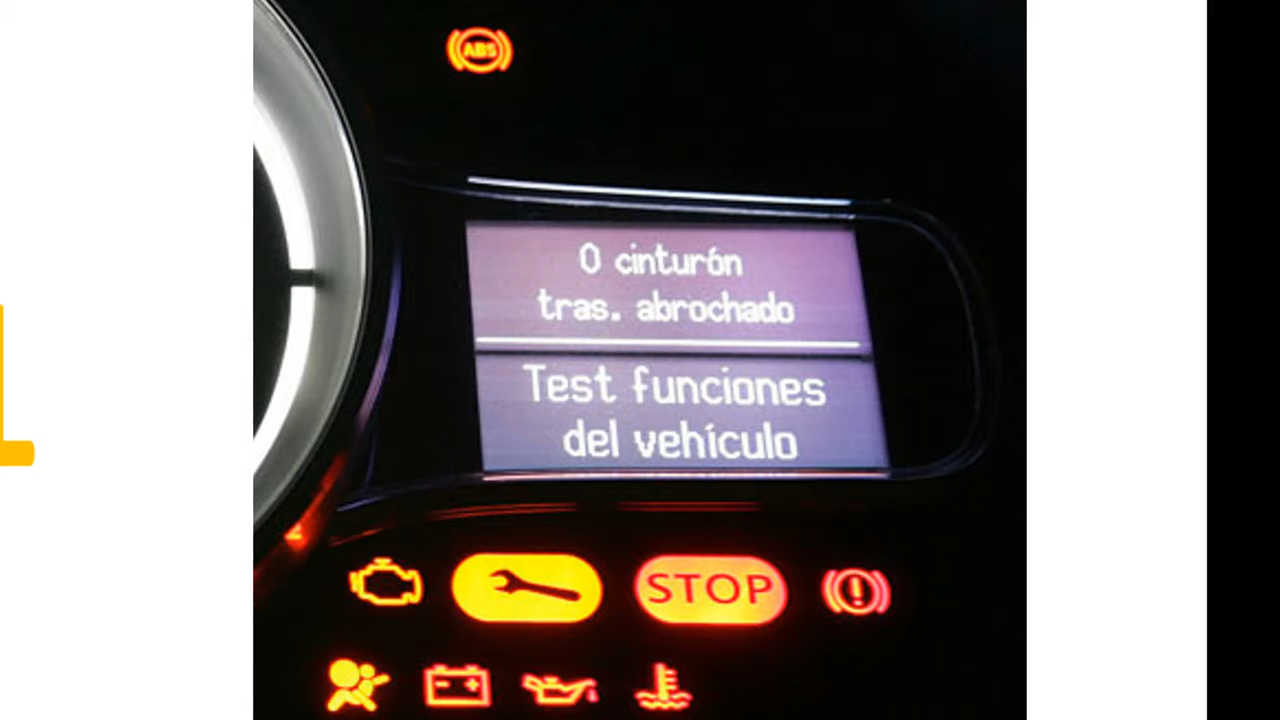 ABS
0 cinturón
tras. abrochado
Test funciones
del vehículo
STOP